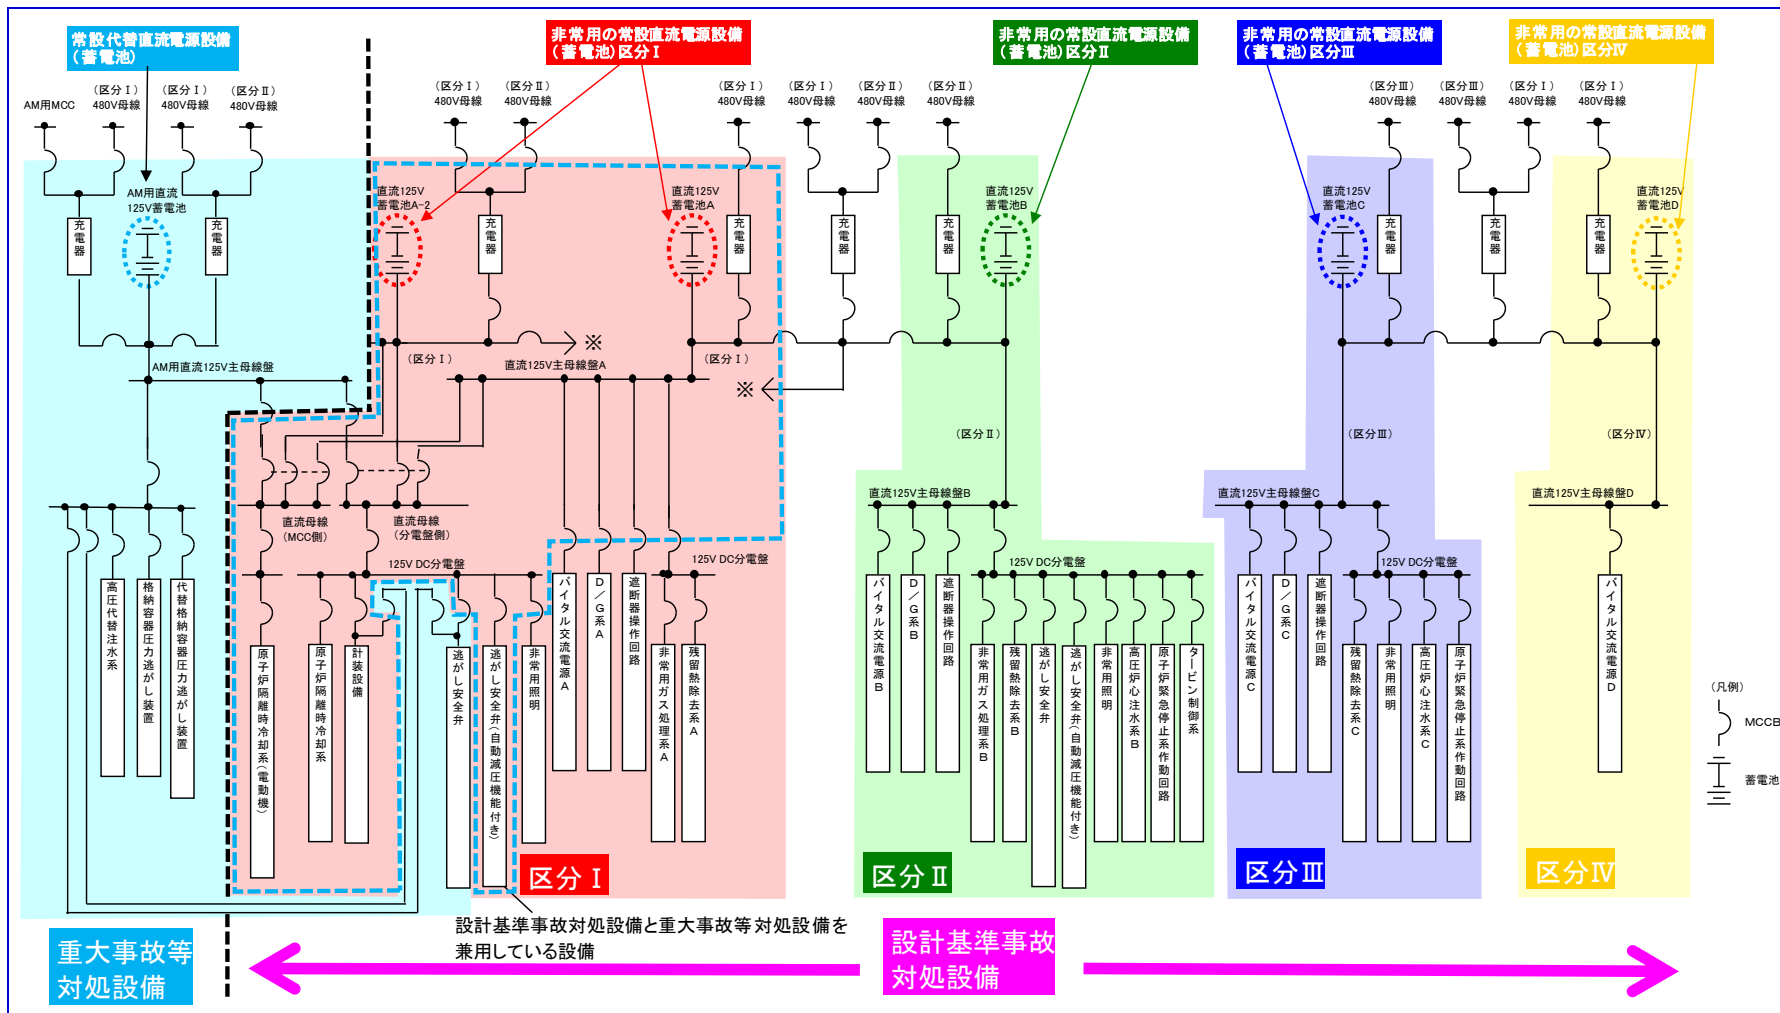 常設代替直流電源設備
(蓄電池)
非常用の常設直流電源設備
(蓄電池)区分Ⅰ
非常用の常設直流電源設備
(蓄電池)区分Ⅱ
非常用の常設直流電源設備
(蓄電池)区分Ⅲ
非常用の常設直流電源設備
(蓄電池)区分Ⅳ
AM用MCC
(区分Ⅰ)
480V母線
(区分Ⅰ)
480V母線
(区分Ⅱ)
480V母線
(区分Ⅰ)
480V母線
(区分Ⅱ)
480V母線
(区分Ⅰ)
480V母線
(区分Ⅰ)
480V母線
(区分Ⅱ)
480V母線
(区分Ⅱ)
480V母線
(区分Ⅲ)
480V母線
(区分Ⅲ)
480V母線
(区分Ⅰ)
480V母線
(区分Ⅰ)
480V母線
AM用直流
125V蓄電池
直流125V
蓄電池A-2
直流125V
蓄電池A
直流125V
蓄電池B
直流125V
蓄電池C
直流125V
蓄電池D
充電器
充電器
充電器
充電器
充電器
充電器
充電器
充電器
充電器
※
(区分Ⅰ)
(区分Ⅰ)
※
AM用直流125V主母線盤
直流125V主母線盤A
(区分Ⅱ)
(区分Ⅲ)
(区分Ⅳ)
直流125V主母線盤B
直流125V主母線盤C
直流125V主母線盤D
直流母線
(MCC側)
直流母線
(分電盤側)
125V DC分電盤
125V DC分電盤
125V DC分電盤
125V DC分電盤
高圧代替注水系
格納容器圧力逃がし装置
代替格納容器圧力逃がし装置
原子炉隔離時冷却系(電動機)
原子炉隔離時冷却系
計装設備
逃がし安全弁
逃がし安全弁(自動減圧機能付き)
非常用照明
バイタル交流電源A
D/G系A
遮断器操作回路
非常用ガス処理系A
残留熱除去系A
バイタル交流電源B
D/G系B
遮断器操作回路
非常用ガス処理系B
残留熱除去系B
逃がし安全弁
逃がし安全弁(自動減圧機能付き)
非常用照明
高圧炉心注水系B
原子炉緊急停止系作動回路
タービン制御系
バイタル交流電源C
D/G系C
遮断器操作回路
残留熱除去系C
非常用照明
高圧炉心注水系C
原子炉緊急停止系作動回路
バイタル交流電源D
(凡例)
MCCB
蓄電池
区分Ⅰ
区分Ⅱ
区分Ⅲ
区分Ⅳ
設計基準事故対処設備と重大事故等対処設備を
兼用している設備
重大事故等
対処設備
設計基準事故
対処設備